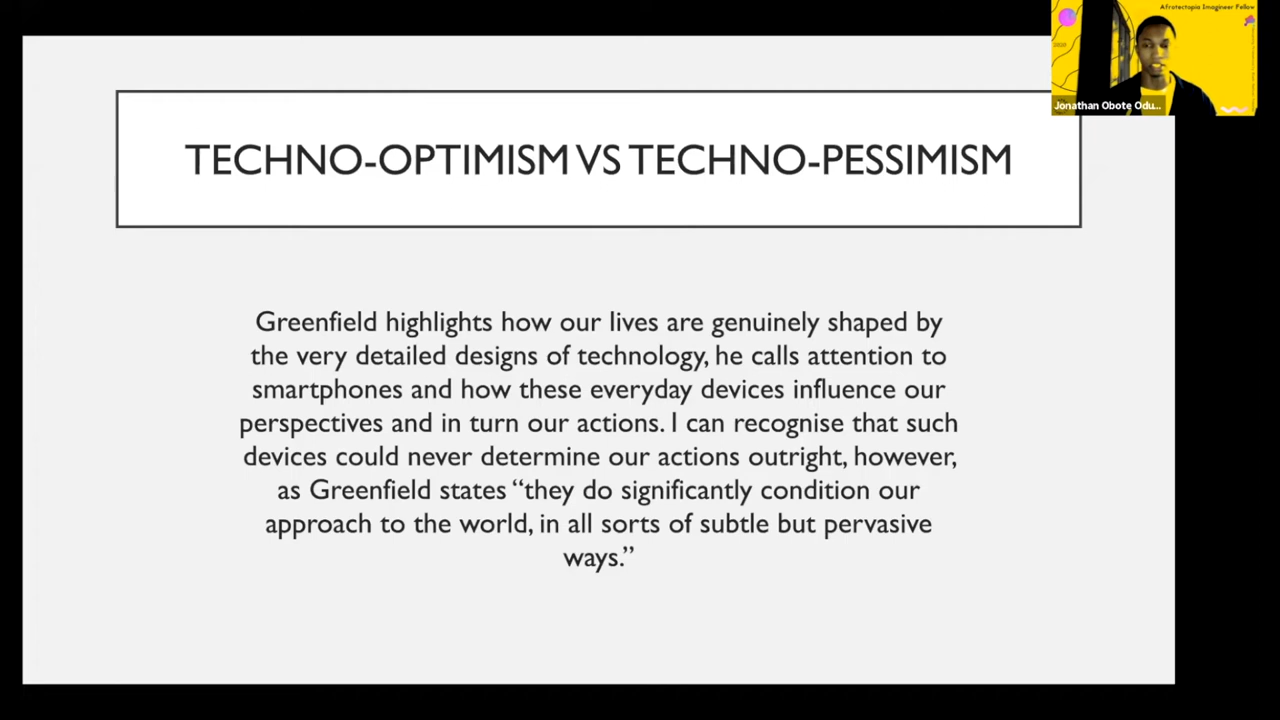 Afrotectopia Imagineer Fellow
2020
Jonathan Obote Odu...
TECHNO-OPTIMISM VS TECHNO-PESSIMISM
Greenfield highlights how our lives are genuinely shaped by
the very detailed designs of technology, he calls attention to
smartphones and how these everyday devices influence our
perspectives and in turn our actions. I can recognise that such
devices could never determine our actions outright, however,
as Greenfield states “they do significantly condition our
approach to the world, in all sorts of subtle but pervasive
ways.”